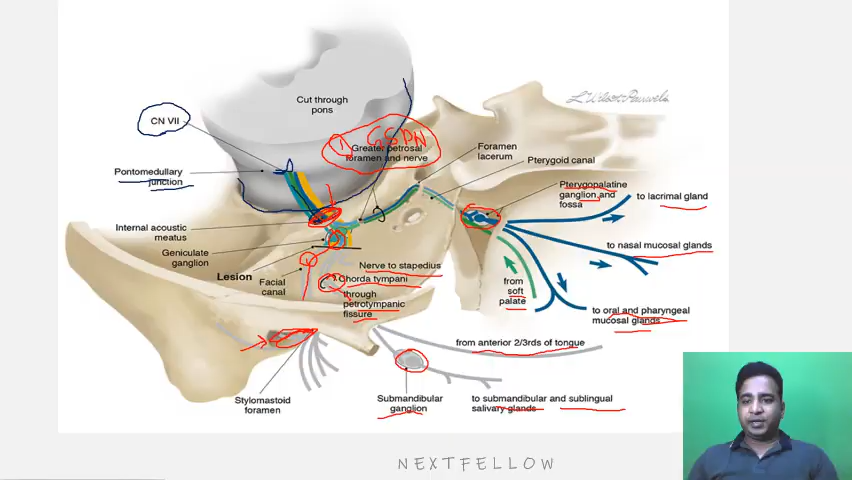 Cut through
pons
CN VII
① GSPN
Greater petrosal
foramen and nerve
Foramen
lacerum
Pterygoid canal
Pontomedullary
junction
Pterygopalatine
ganglion and
fossa
to lacrimal gland
Internal acoustic
meatus
Geniculate
ganglion
Lesion
Facial
canal
Nerve to stapedius
Chorda tympani
through
petrotympanic
fissure
to nasal mucosal glands
from
soft
palate
to oral and pharyngeal
mucosal glands
from anterior 2/3rds of tongue
Stylomastoid
foramen
Submandibular
ganglion
to submandibular and sublingual
salivary glands
NEXTFELLOW